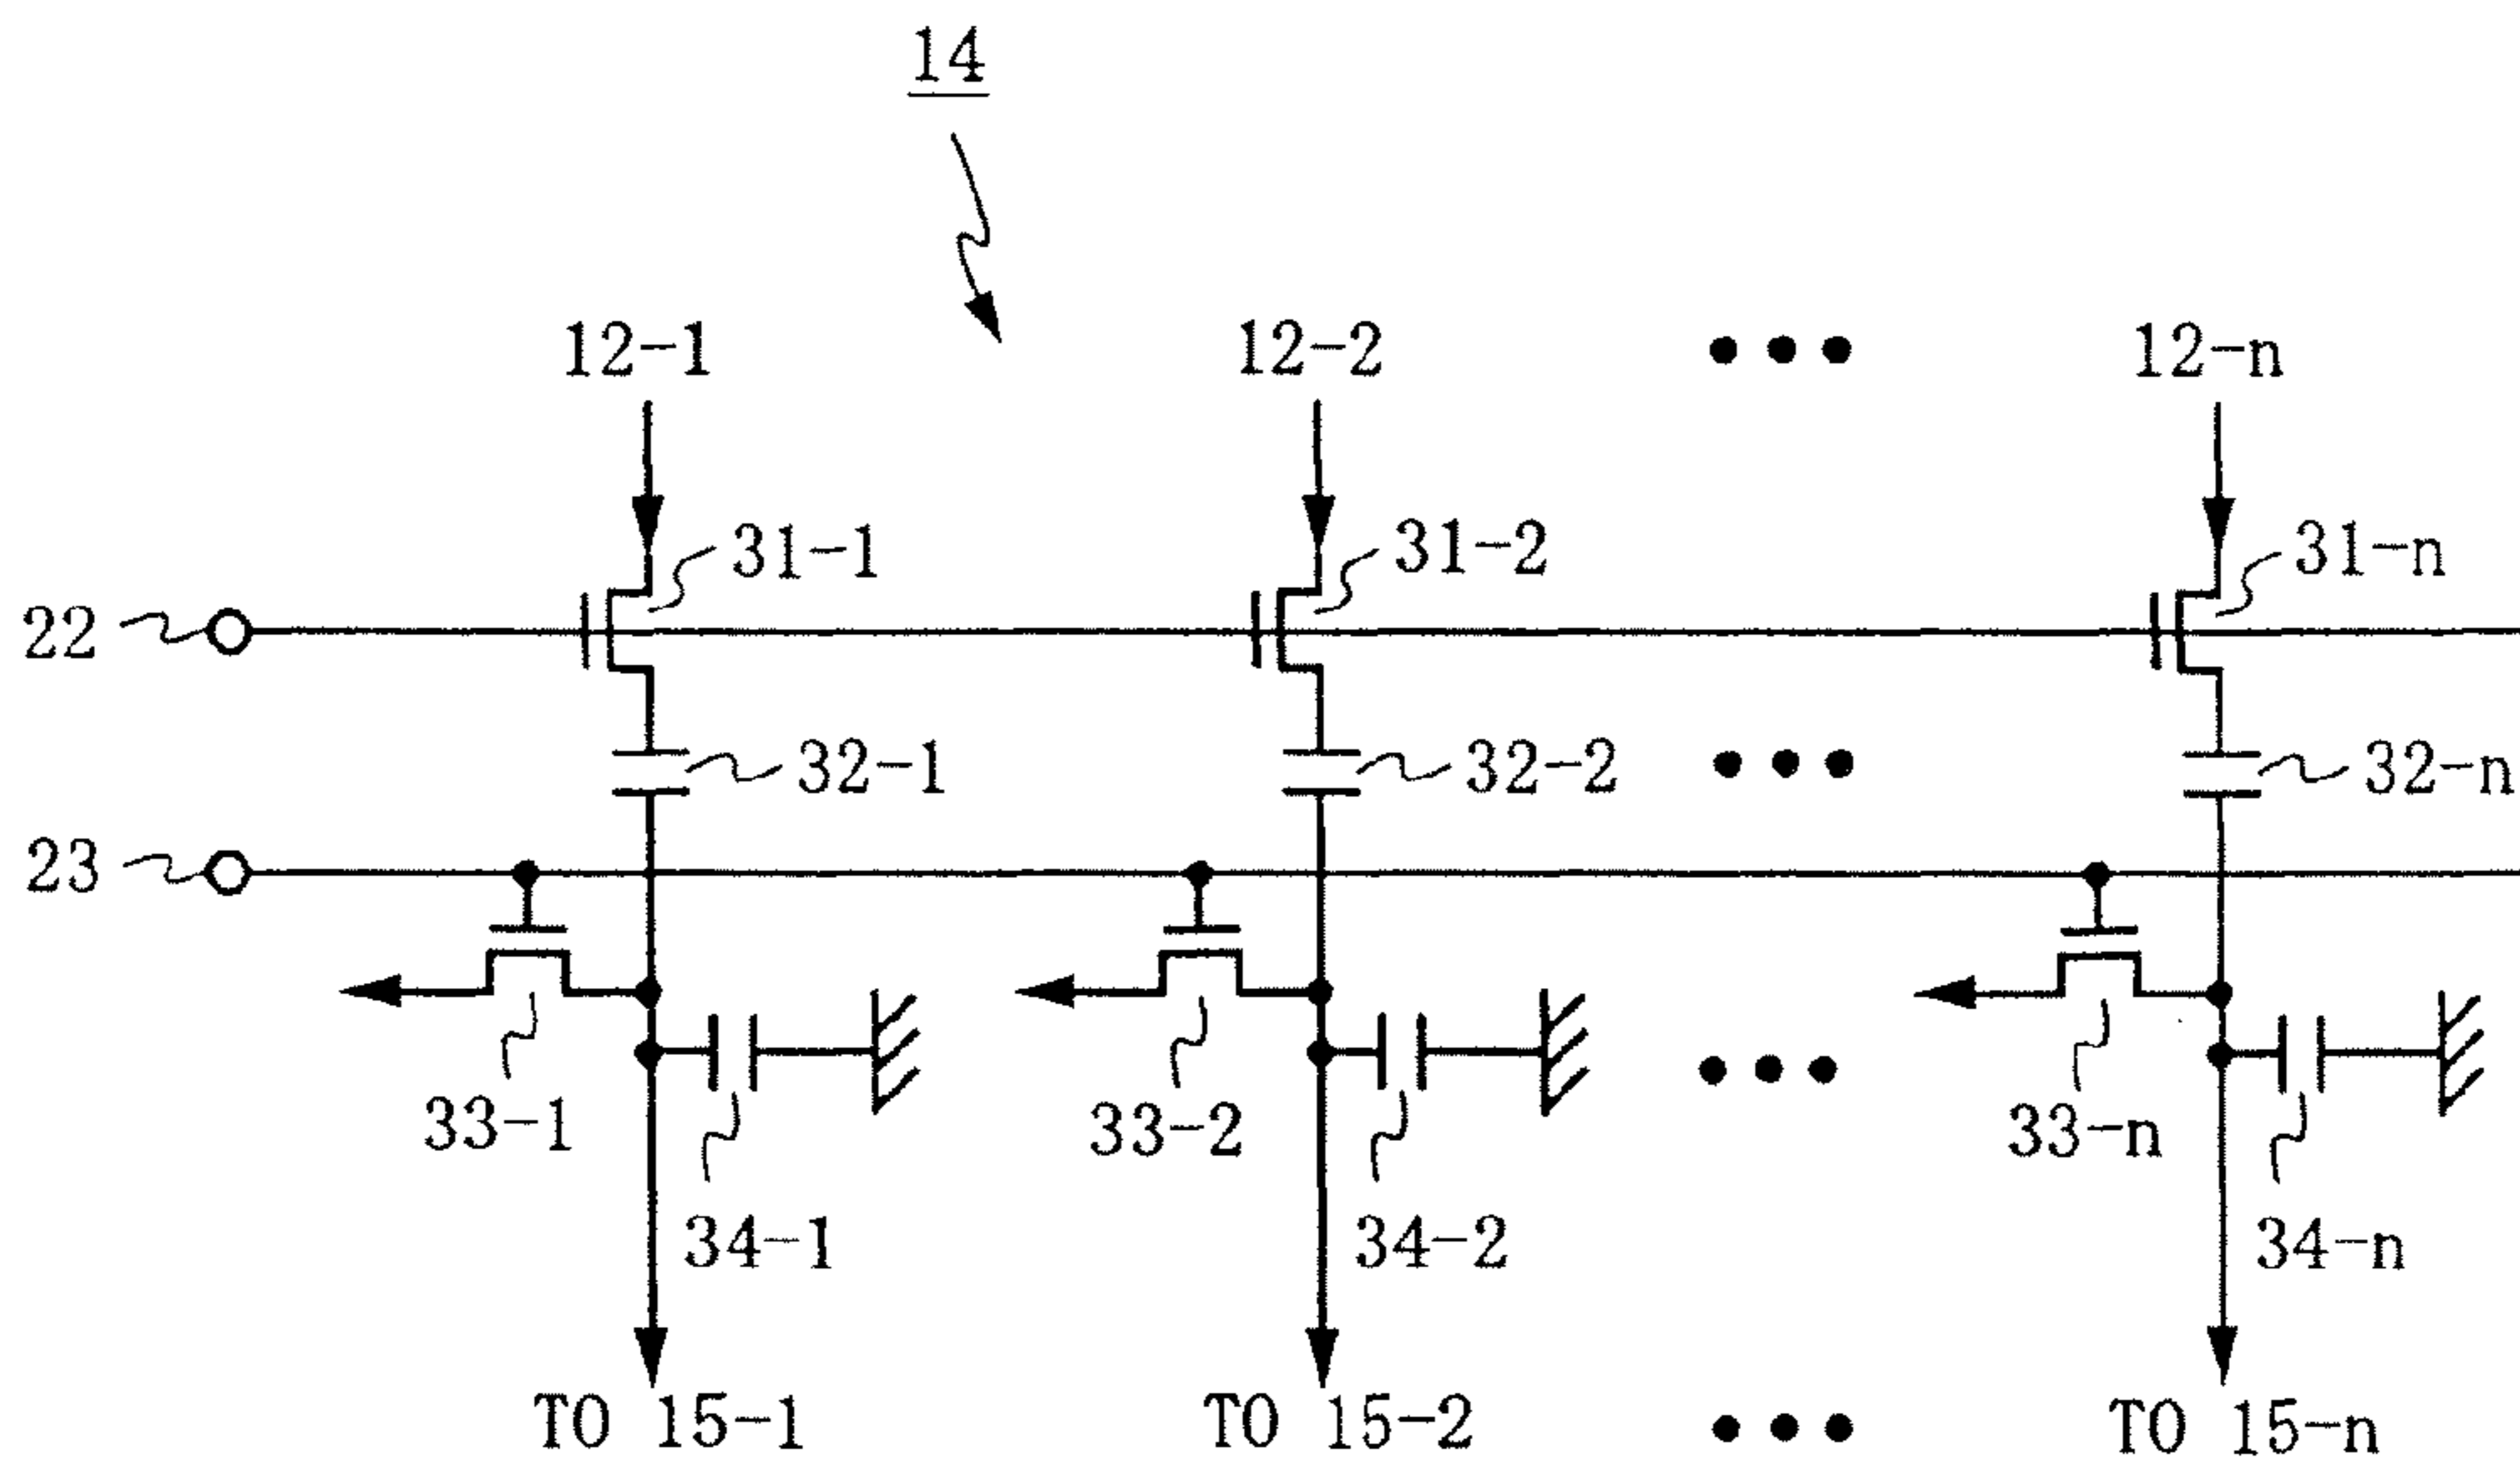 14
12-1 12-2 ••• 12-n
31-1 31-2 31-n
22
32-1 32-2 ••• 32-n
23
33-1 33-2 ••• 33-n
34-1 34-2 34-n
TO 15-1 TO 15-2 ••• TO 15-n